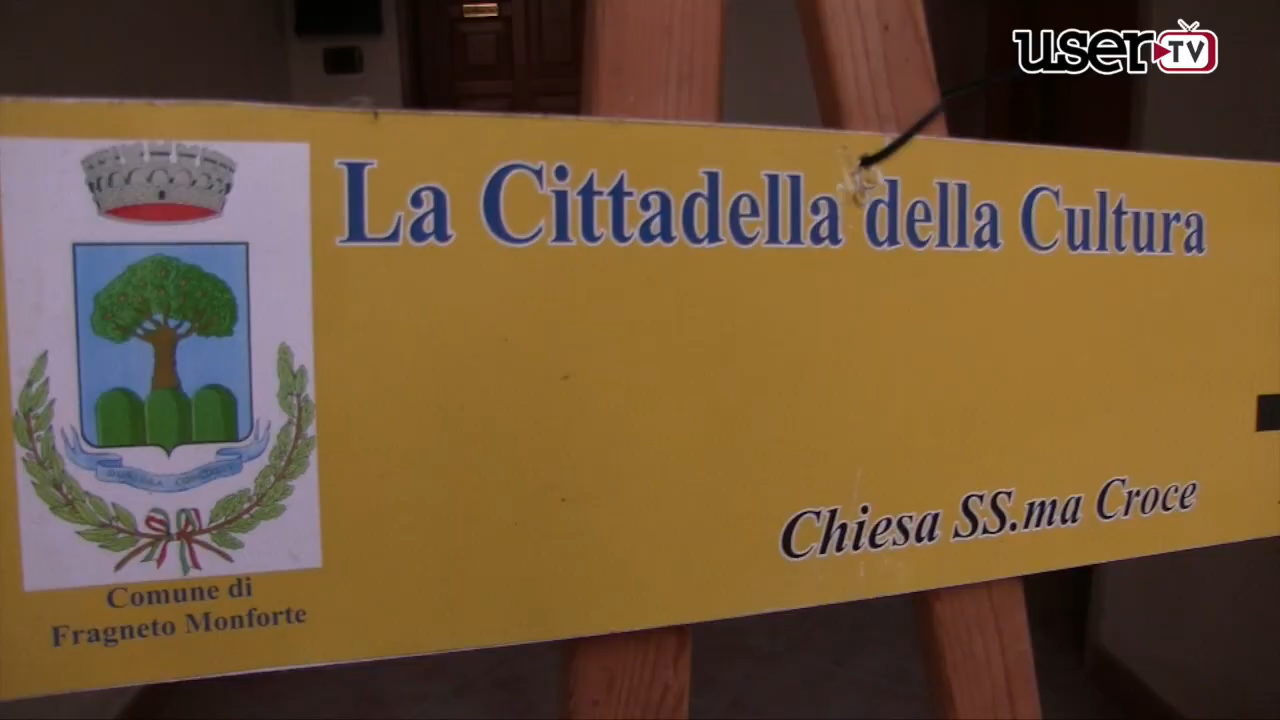 user TV
La Cittadella della Cultura
Chiesa SS.ma Croce
Comune di
Fragneto Monforte